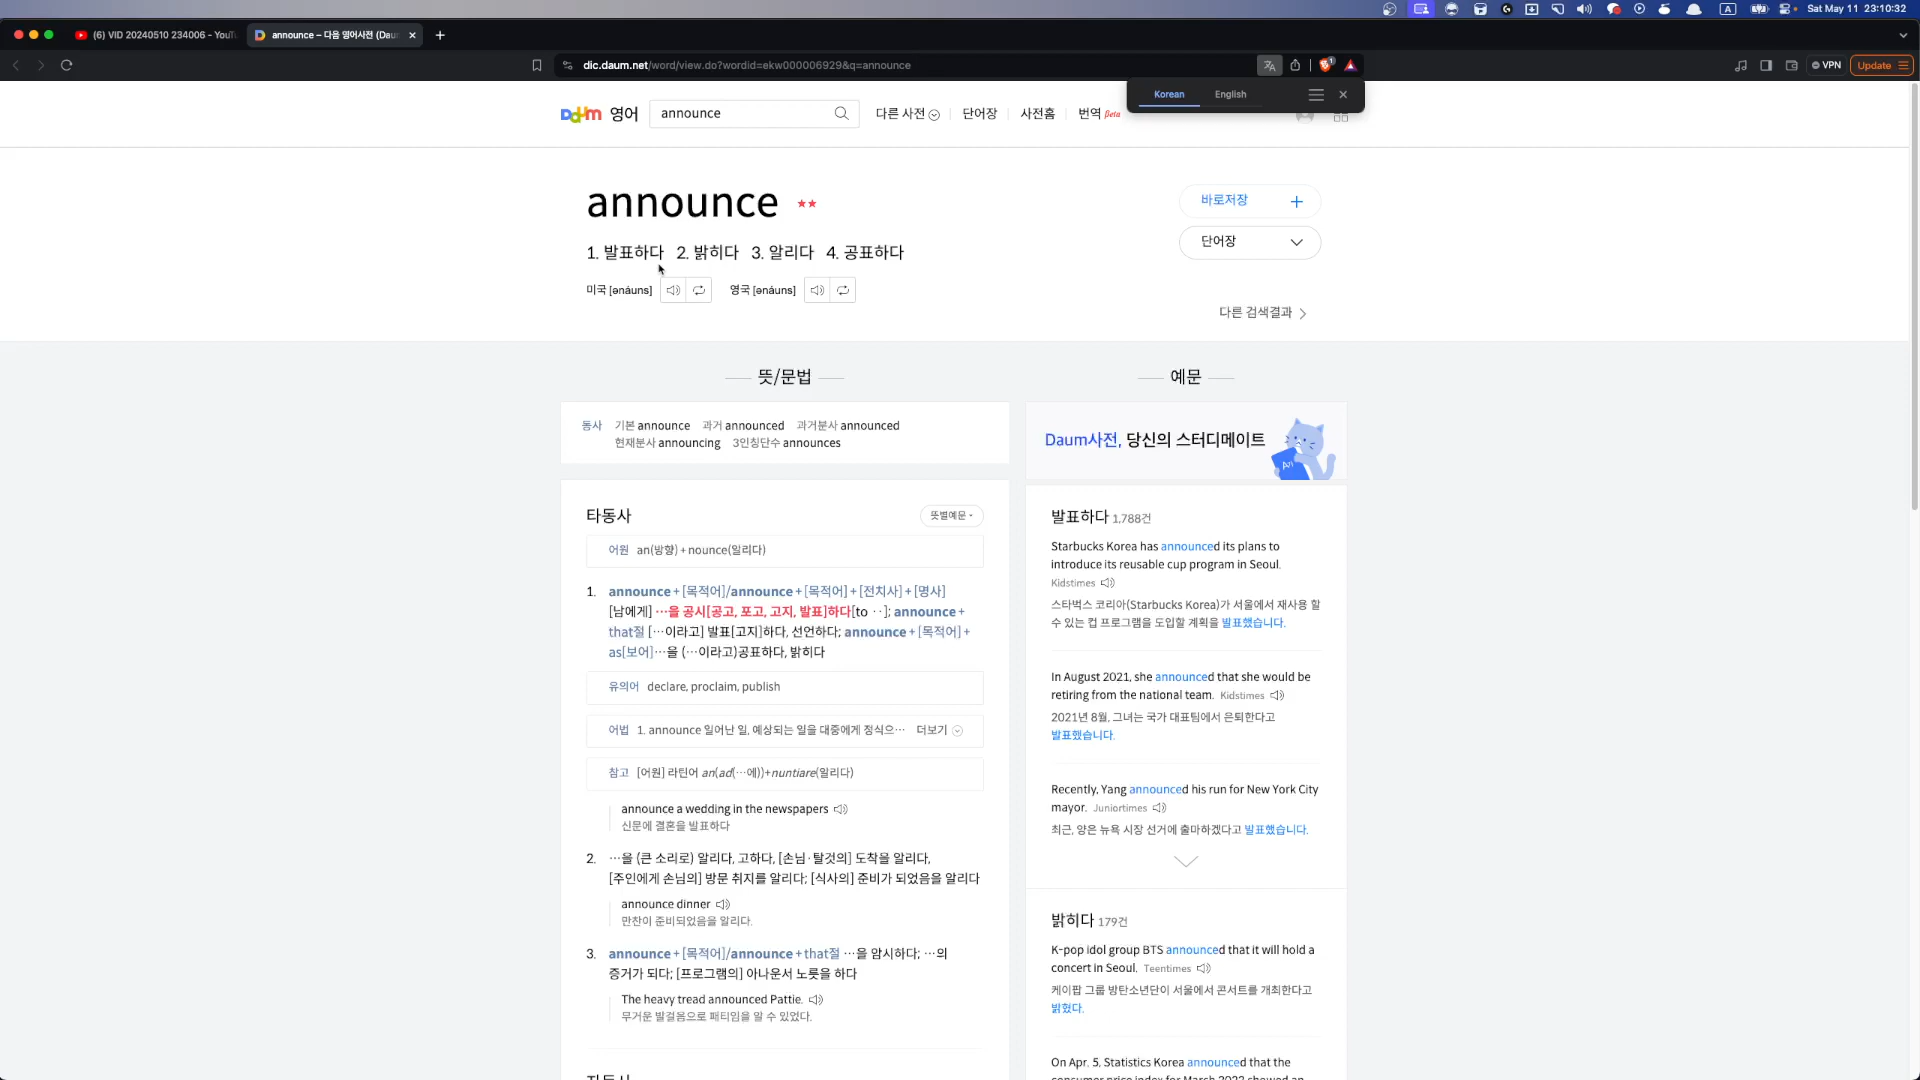 Sat May 11 23:10:32
(6) VID 20240510 234006 - YouTu
announce – 다음 영어사전 (Dau
dic.daum.net/word/view.do?wordid=ekw000006929&q=announce
VPN
Update
Korean English
Daum 영어 announce 다른 사전 단어장 사전홈 번역 Beta
announce ★★
바로저장 +
단어장
1. 발표하다 2. 밝히다 3. 알리다 4. 공표하다
미국 [ənáuns] 영국 [ənáuns]
다른 검색결과
뜻/문법
동사 기본 announce 과거 announced 과거분사 announced
현재분사 announcing 3인칭단수 announces
타동사 뜻별예문
어원 an(방향) + nounce(알리다)
1. announce + [목적어]/announce + [목적어] + [전치사] + [명사]
[남에게] …을 공시[공고, 포고, 고지, 발표]하다[to ‥]; announce +
that절 […이라고] 발표[고지]하다, 선언하다; announce + [목적어] +
as[보어]…을 (…이라고)공표하다, 밝히다
유의어 declare, proclaim, publish
어법 1. announce 일어난 일, 예상되는 일을 대중에게 정식으… 더보기
참고 [어원] 라틴어 an(ad(…에))+nuntiare(알리다)
announce a wedding in the newspapers
신문에 결혼을 발표하다
2. …을 (큰 소리로) 알리다, 고하다, [손님·탈것의] 도착을 알리다,
[주인에게 손님의] 방문 취지를 알리다; [식사의] 준비가 되었음을 알리다
announce dinner
만찬이 준비되었음을 알리다.
3. announce + [목적어]/announce + that절 …을 암시하다; …의
증거가 되다; [프로그램의] 아나운서 노릇을 하다
The heavy tread announced Pattie.
무거운 발걸음으로 패티임을 알 수 있었다.
예문
Daum사전, 당신의 스터디메이트
발표하다 1,788건
Starbucks Korea has announced its plans to
introduce its reusable cup program in Seoul.
Kidstimes
스타벅스 코리아(Starbucks Korea)가 서울에서 재사용 할
수 있는 컵 프로그램을 도입할 계획을 발표했습니다.
In August 2021, she announced that she would be
retiring from the national team. Kidstimes
2021년 8월, 그녀는 국가 대표팀에서 은퇴한다고
발표했습니다.
Recently, Yang announced his run for New York City
mayor. Juniortimes
최근, 양은 뉴욕 시장 선거에 출마하겠다고 발표했습니다.
밝히다 179건
K-pop idol group BTS announced that it will hold a
concert in Seoul. Teentimes
케이팝 그룹 방탄소년단이 서울에서 콘서트를 개최한다고
밝혔다.
On Apr. 5, Statistics Korea announced that the